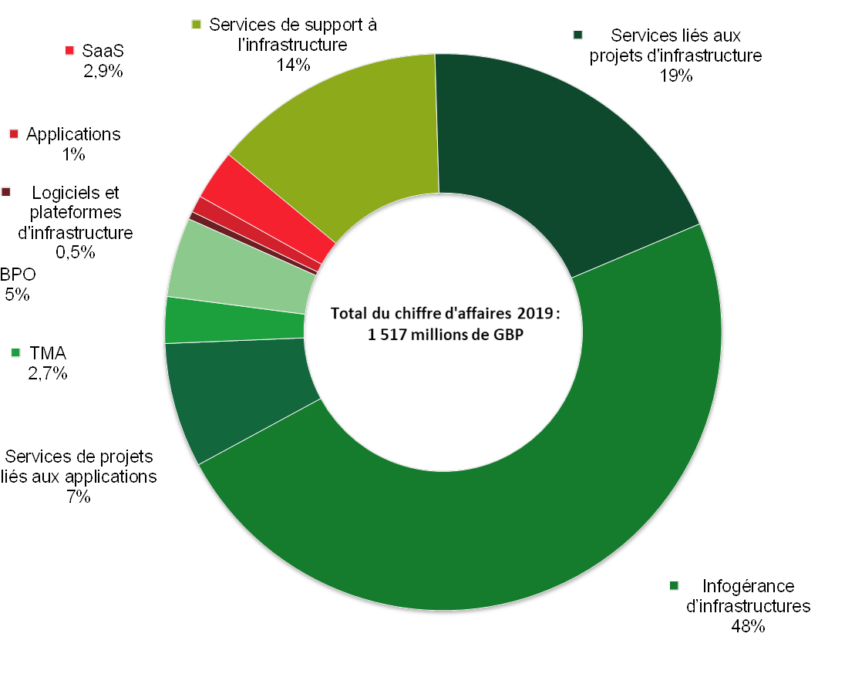 Services de support à
l'infrastructure
14%
Services liés aux
projets d'infrastructure
19%
SaaS
2,9%
Applications
1%
Logiciels et
plateformes
d'infrastructure
0,5%
BPO
5%
Total du chiffre d'affaires 2019 :
1 517 millions de GBP
TMA
2,7%
Services de projets
liés aux applications
7%
Infogérance
d'infrastructures
48%